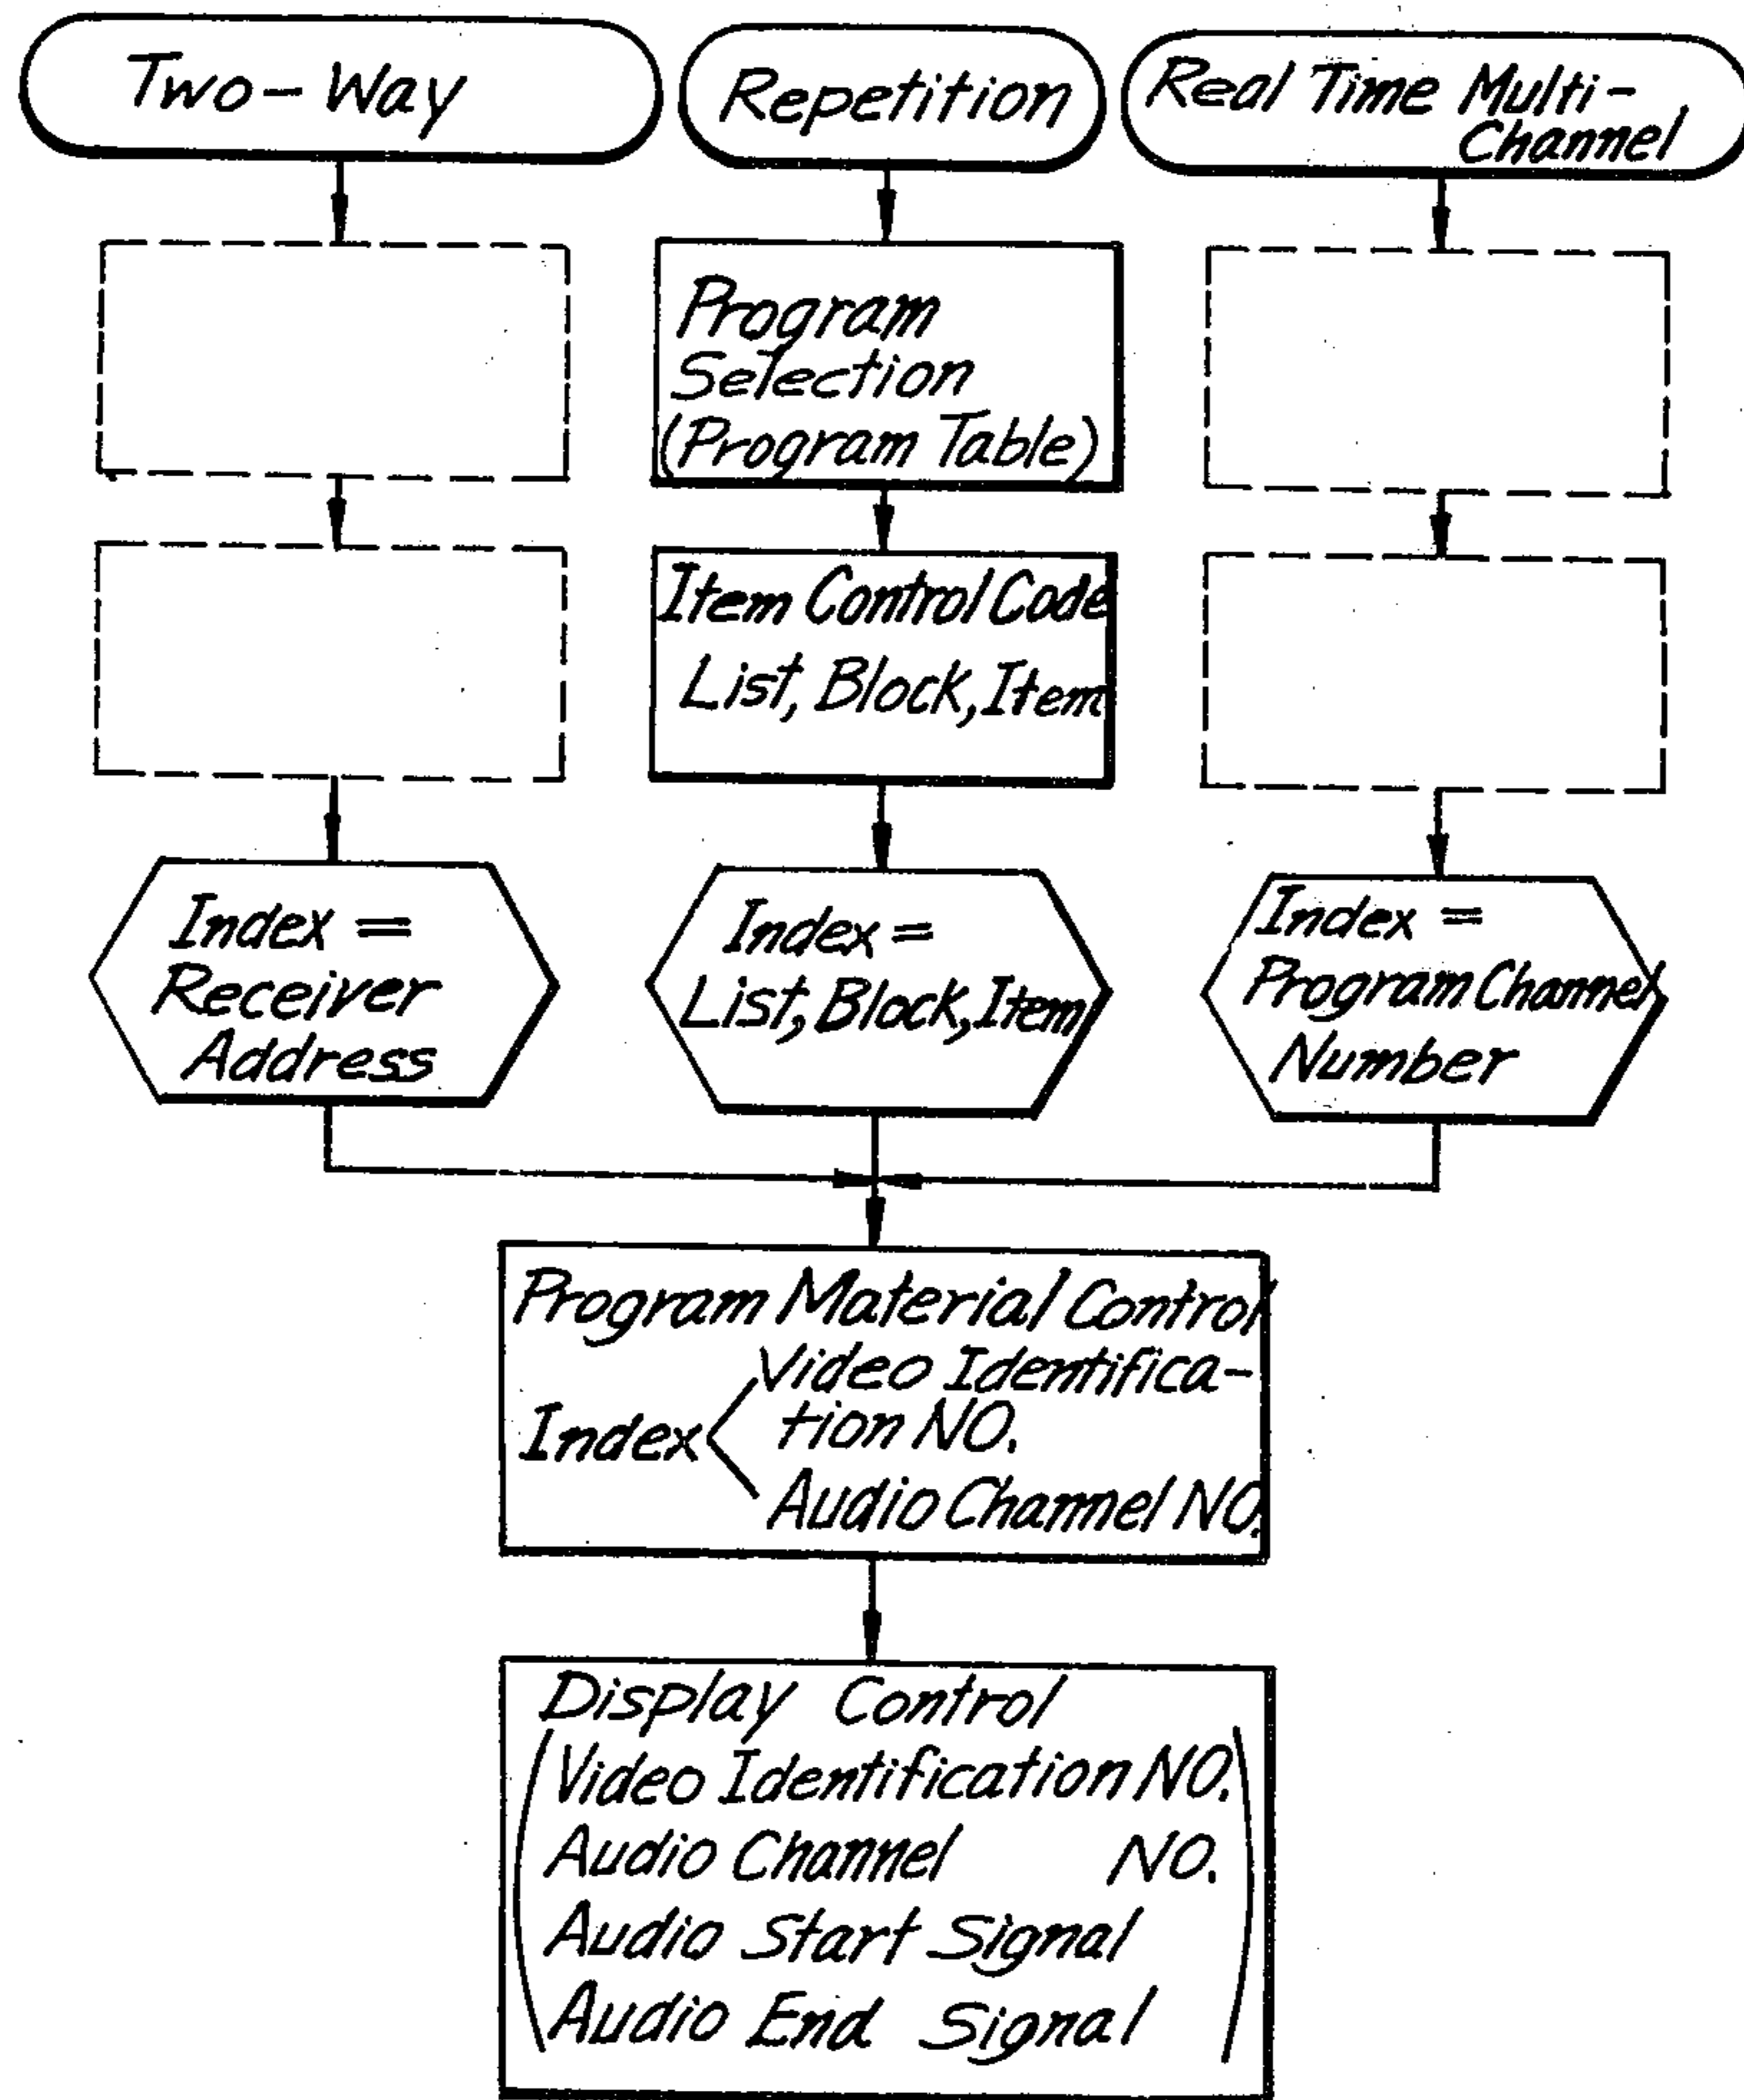 Two-Way
Repetition
Real Time Multi-
Channel
Program
Selection
(Program Table)
Item Control Code
List, Block, Item
Index =
Receiver
Address
Index =
List, Block, Item
Index =
Program Channel
Number
Program Material Control
Video Identifica-
Index tion NO.
Audio Channel NO.
Display Control
Video Identification NO.
Audio Channel NO.
Audio Start Signal
Audio End Signal